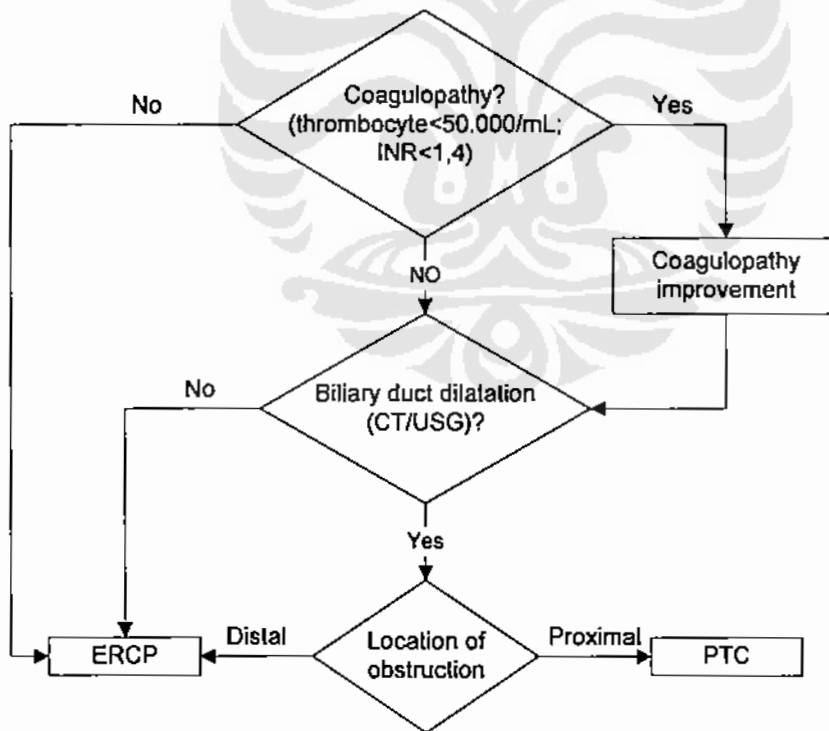 Coagulopathy?
No
Yes
(thrombocyte<50.000/mL;
INR<1,4)
NO
Coagulopathy
improvement
No
Biliary duct dilatation
(CT/USG)?
Yes
Distal
Location of
obstruction
Proximal
ERCP
PTC